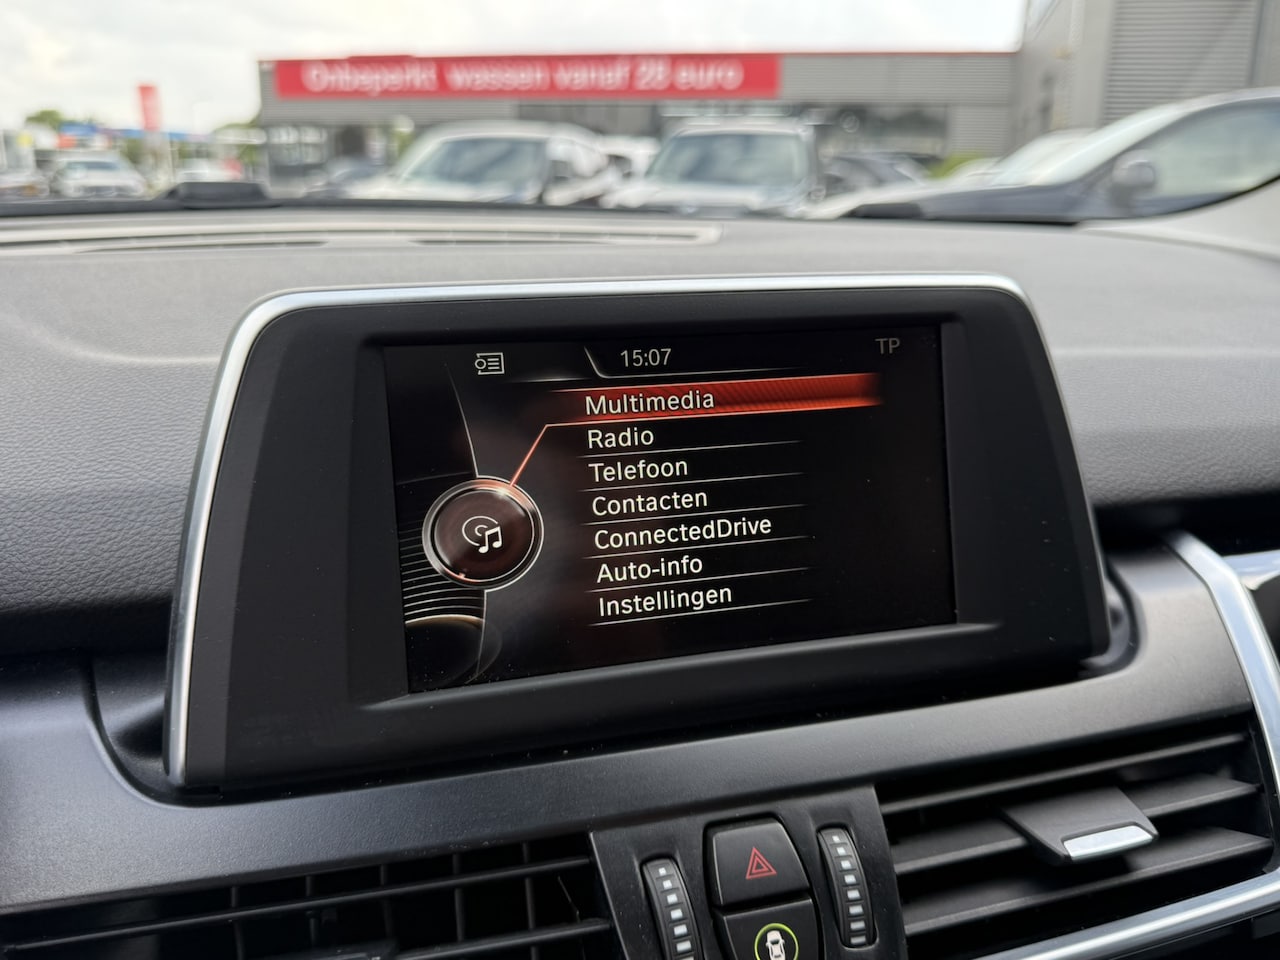 Onbeperkt wassen vanaf 28 euro
15:07
TP
Multimedia
Radio
Telefoon
Contacten
ConnectedDrive
Auto-info
Instellingen